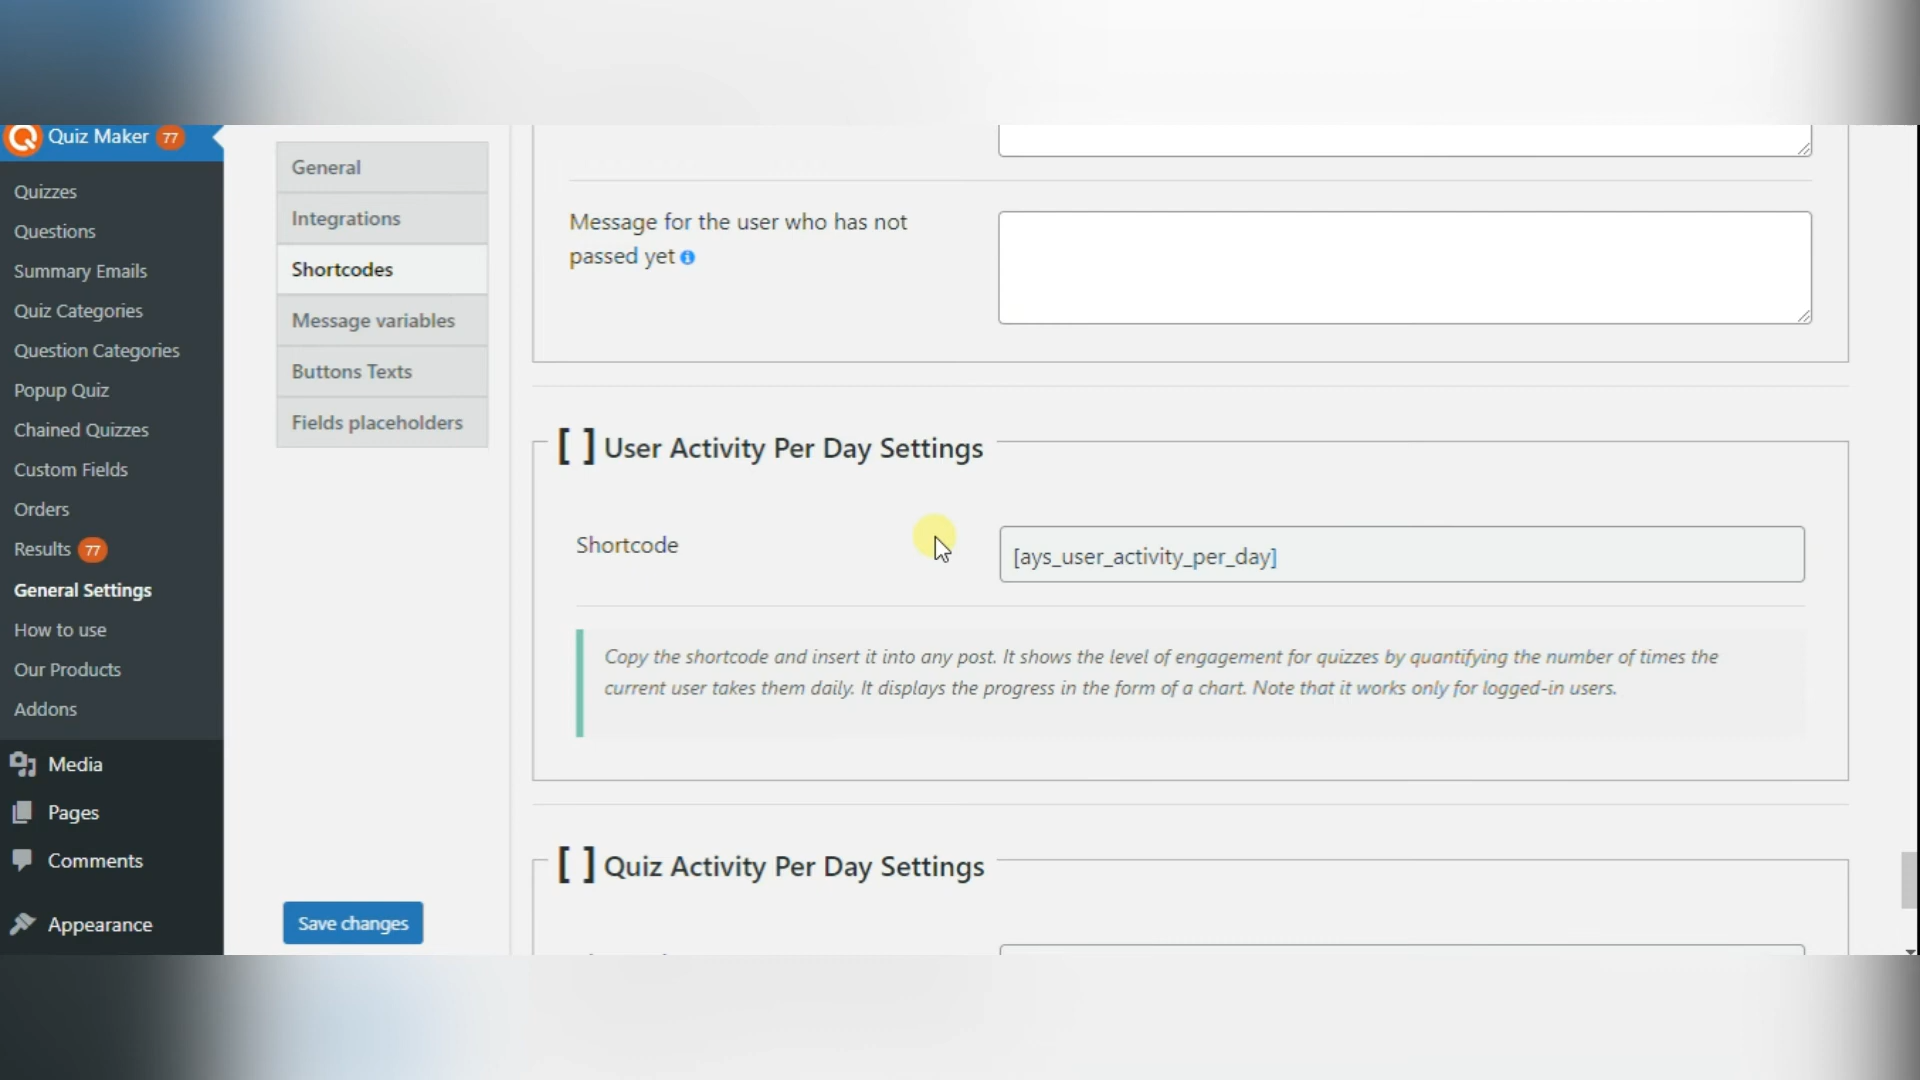 Quiz Maker 77
Quizzes
Questions
Summary Emails
Quiz Categories
Question Categories
Popup Quiz
Chained Quizzes
Custom Fields
Orders
Results 77
General Settings
How to use
Our Products
Addons
Media
Pages
Comments
Appearance
General
Integrations
Shortcodes
Message variables
Buttons Texts
Fields placeholders
Save changes
Message for the user who has not
passed yet
[ ] User Activity Per Day Settings
Shortcode
[ays_user_activity_per_day]
Copy the shortcode and insert it into any post. It shows the level of engagement for quizzes by quantifying the number of times the
current user takes them daily. It displays the progress in the form of a chart. Note that it works only for logged-in users.
[ ] Quiz Activity Per Day Settings